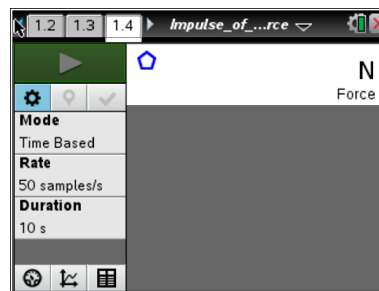 1.2 1.3 1.4 Impulse_of_...rce
N
Force
Mode
Time Based
Rate
50 samples/s
Duration
10 s